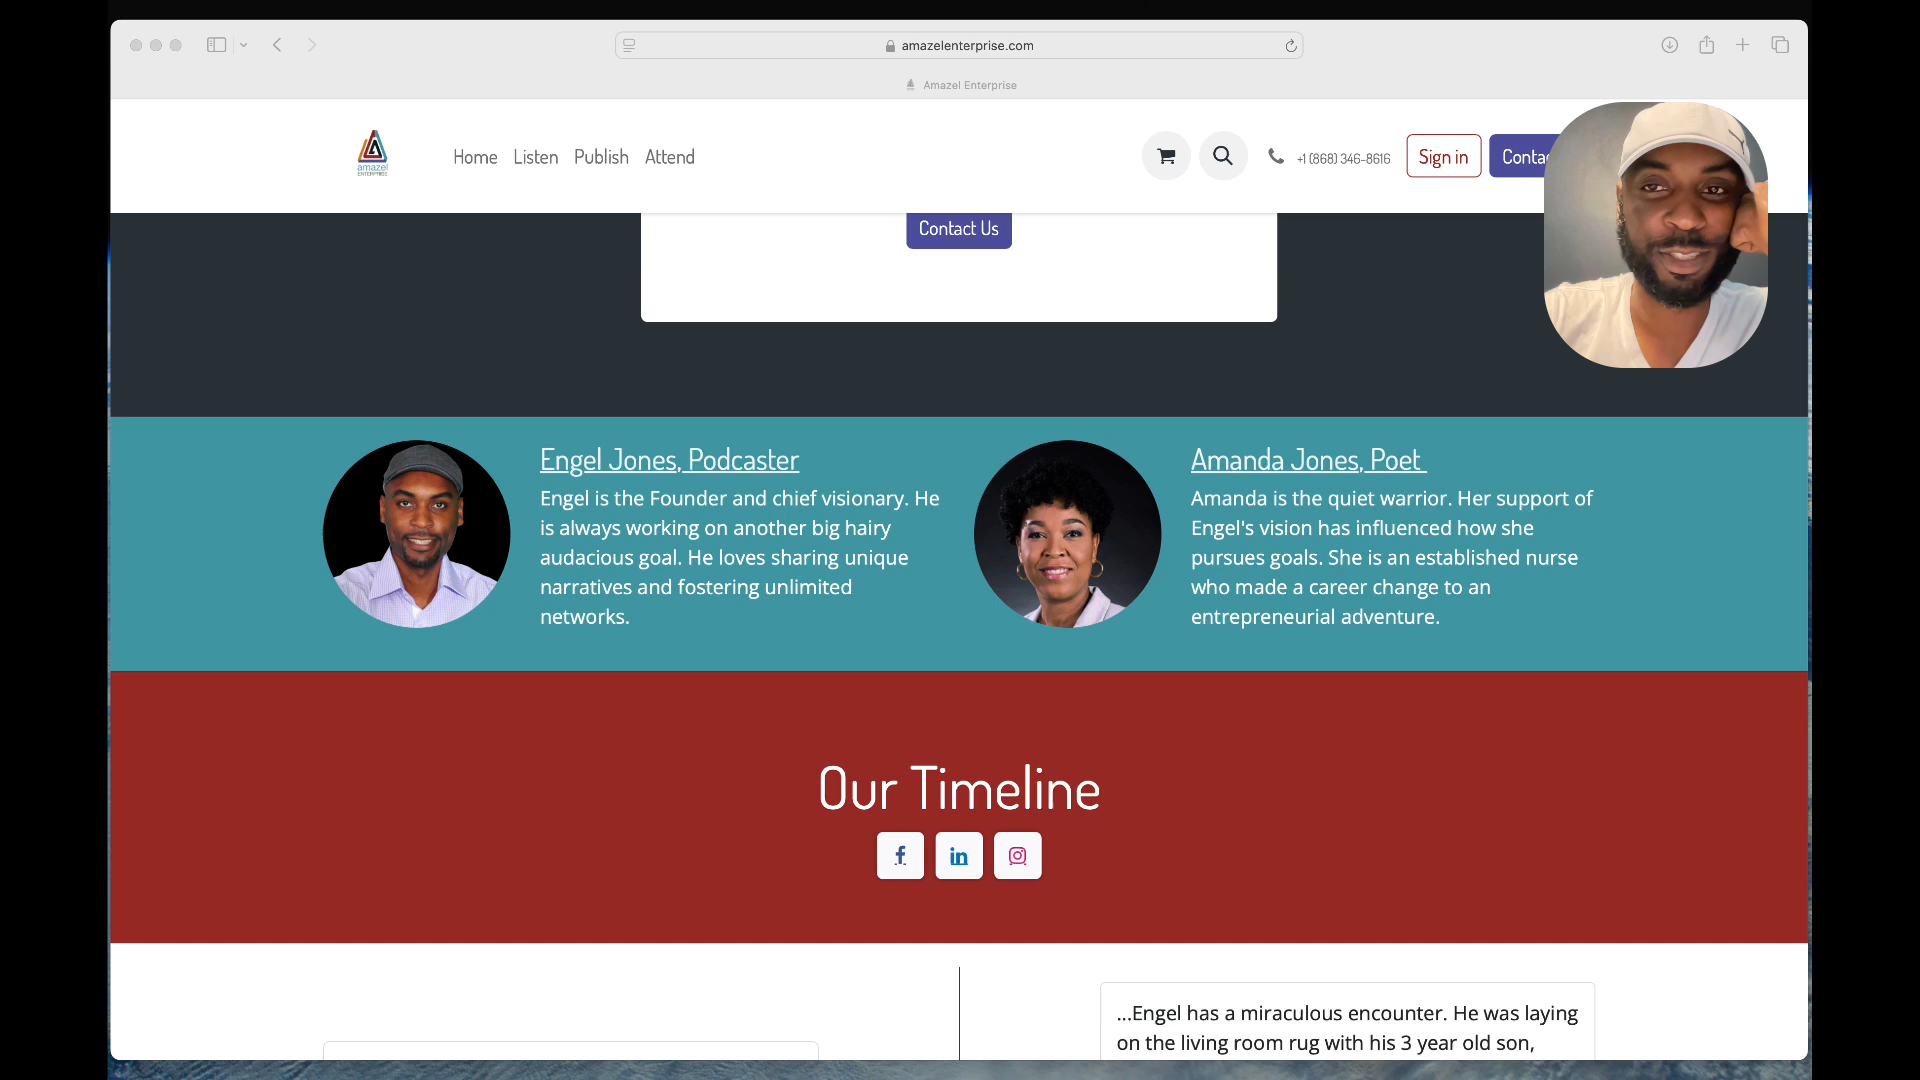 amazelenterprise.com
Amazel Enterprise
amazel
ENTERPRISE
Home
Listen
Publish
Attend
+1 (868) 346-8616
Sign in
Contact Us
Engel Jones, Podcaster
Engel is the Founder and chief visionary. He
is always working on another big hairy
audacious goal. He loves sharing unique
narratives and fostering unlimited
networks.
Amanda Jones, Poet
Amanda is the quiet warrior. Her support of
Engel's vision has influenced how she
pursues goals. She is an established nurse
who made a career change to an
entrepreneurial adventure.
Our Timeline
...Engel has a miraculous encounter. He was laying
on the living room rug with his 3 year old son,